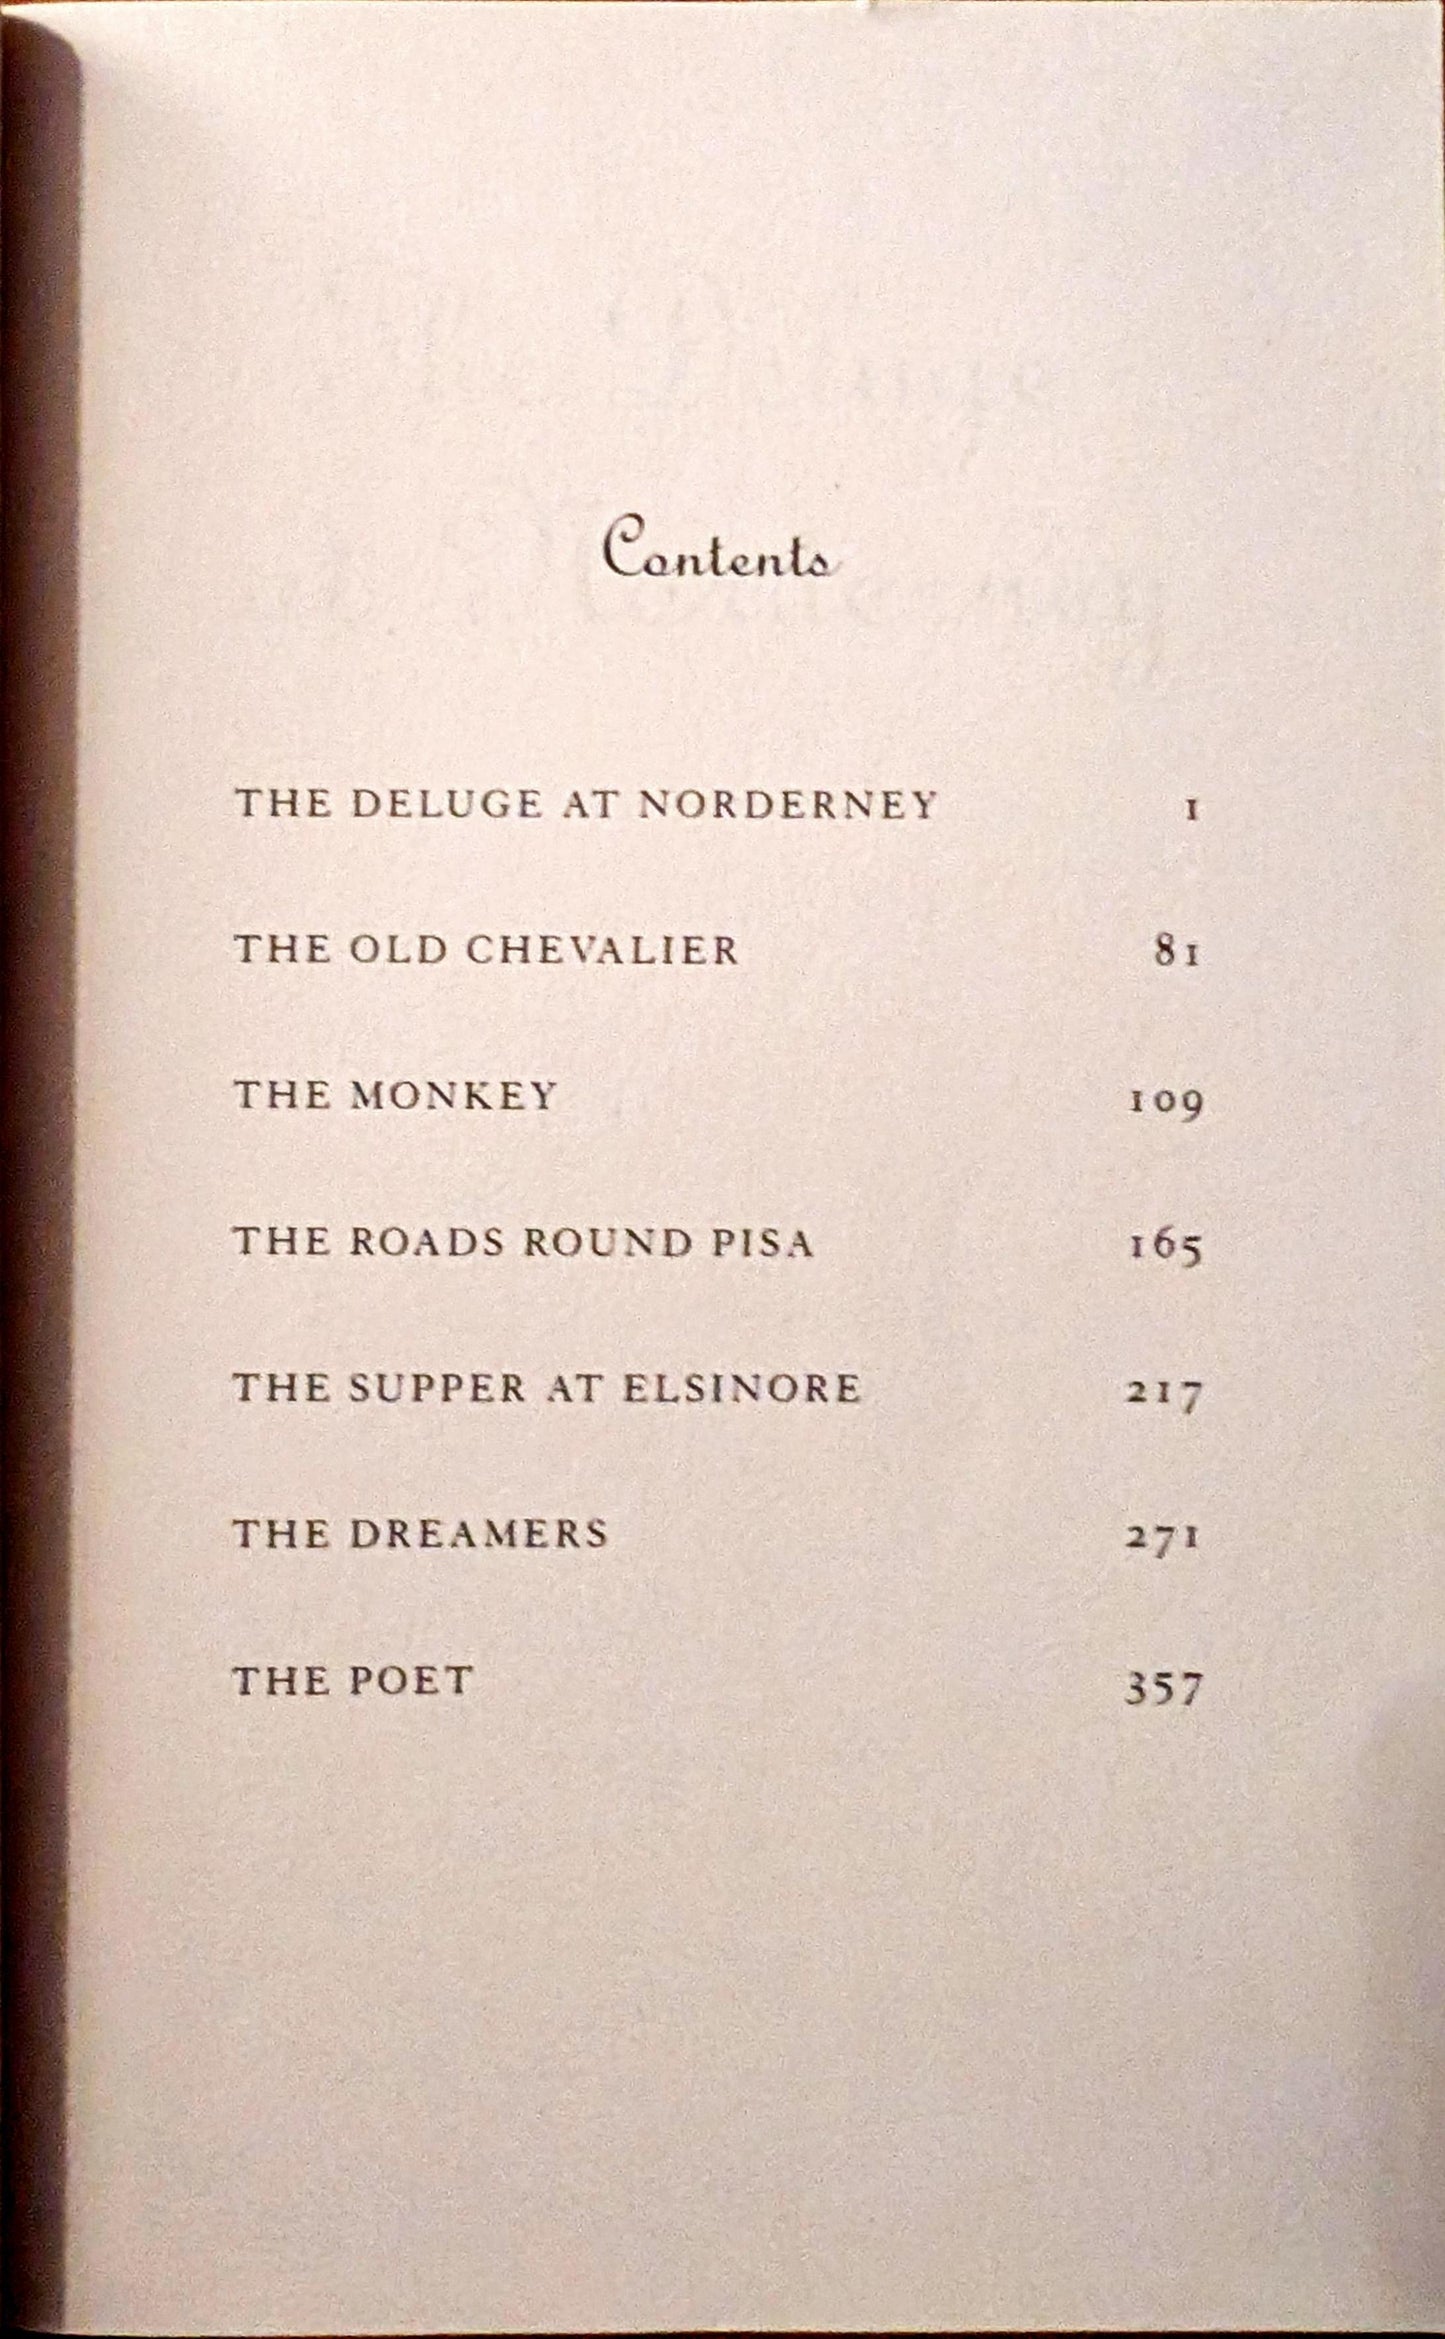 Contents
THE DELUGE AT NORDERNEY 1
THE OLD CHEVALIER 81
THE MONKEY 109
THE ROADS ROUND PISA 165
THE SUPPER AT ELSINORE 217
THE DREAMERS 271
THE POET 357